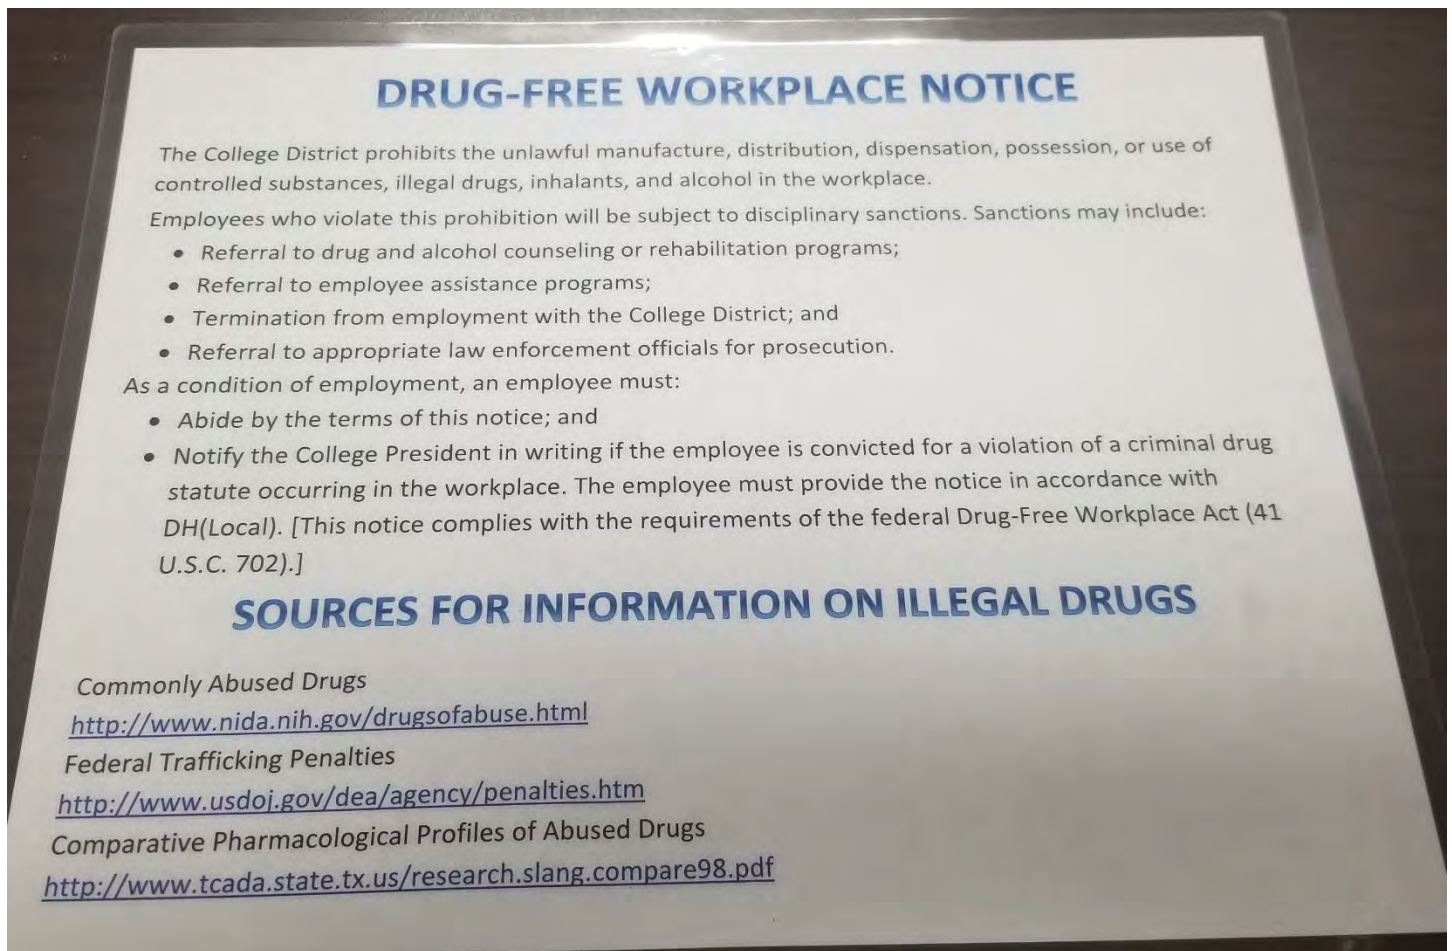 DRUG-FREE WORKPLACE NOTICE
The College District prohibits the unlawful manufacture, distribution, dispensation, possession, or use of
controlled substances, illegal drugs, inhalants, and alcohol in the workplace.
Employees who violate this prohibition will be subject to disciplinary sanctions. Sanctions may include:
• Referral to drug and alcohol counseling or rehabilitation programs;
• Referral to employee assistance programs;
• Termination from employment with the College District; and
• Referral to appropriate law enforcement officials for prosecution.
As a condition of employment, an employee must:
• Abide by the terms of this notice; and
• Notify the College President in writing if the employee is convicted for a violation of a criminal drug
statute occurring in the workplace. The employee must provide the notice in accordance with
DH(Local). [This notice complies with the requirements of the federal Drug-Free Workplace Act (41
U.S.C. 702).]
SOURCES FOR INFORMATION ON ILLEGAL DRUGS
Commonly Abused Drugs
http://www.nida.nih.gov/drugsofabuse.html
Federal Trafficking Penalties
http://www.usdoj.gov/dea/agency/penalties.htm
Comparative Pharmacological Profiles of Abused Drugs
http://www.tcada.state.tx.us/research.slang.compare98.pdf